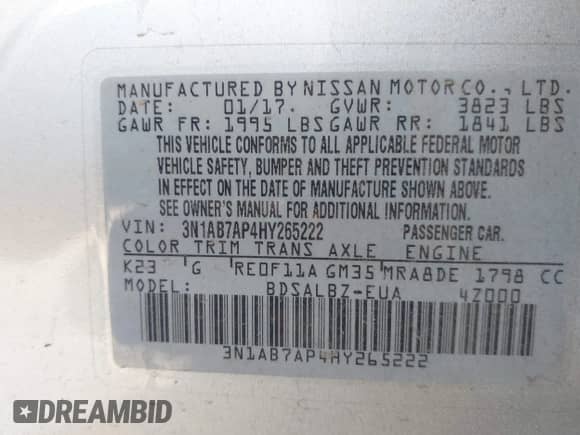 MANUFACTURED BY NISSAN MOTOR CO., LTD.
DATE: 01/17. GVWR: 3823 LBS
GAWR FR: 1995 LBS GAWR RR: 1841 LBS
THIS VEHICLE CONFORMS TO ALL APPLICABLE FEDERAL MOTOR
VEHICLE SAFETY, BUMPER AND THEFT PREVENTION STANDARDS
IN EFFECT ON THE DATE OF MANUFACTURE SHOWN ABOVE.
SEE OWNER'S MANUAL FOR ADDITIONAL INFORMATION.
VIN: 3N1AB7AP4HY265222 PASSENGER CAR.
COLOR TRIM TRANS AXLE ENGINE
K23 G RE0F11A GM35 MRA8DE 1798 CC
MODEL: BDSALBZ-EUA 4Z000
3N1AB7AP4HY265222
DREAMBID